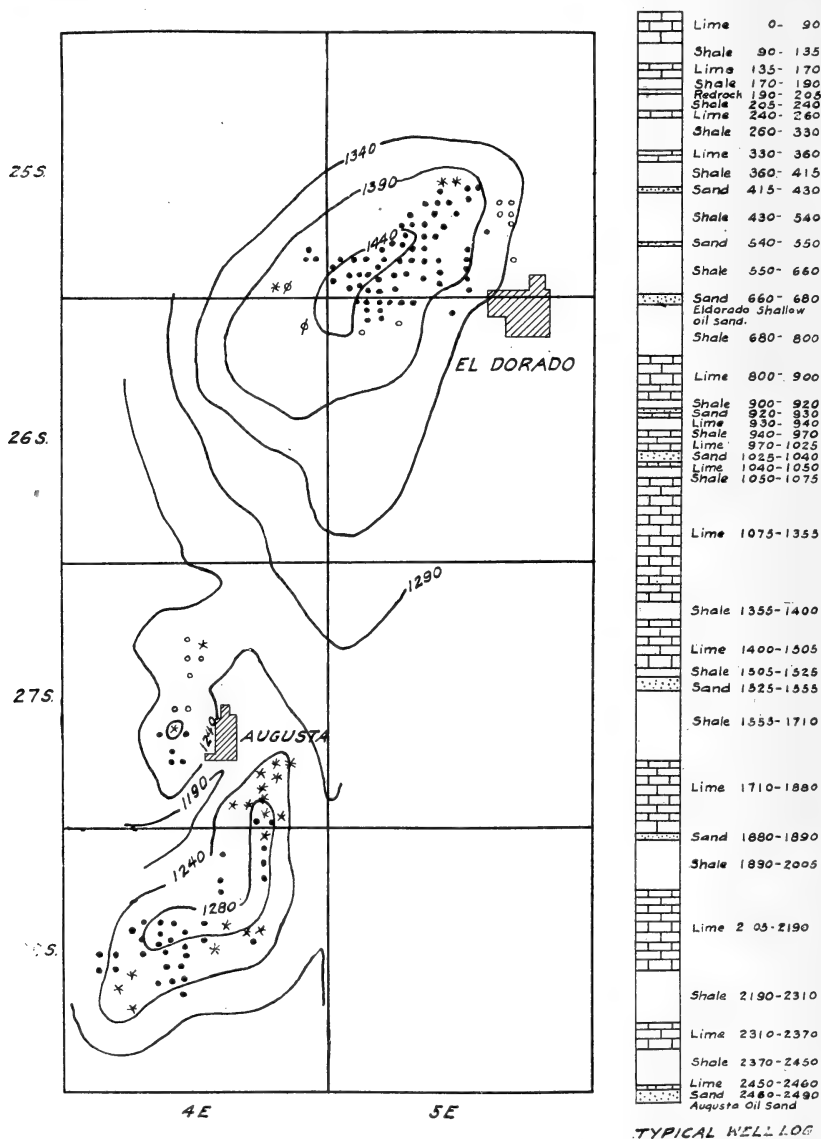 25S.
26S.
27S.
S.
1340
1390
1440
EL DORADO
1290
1240
AUGUSTA
1190
1240
1280
4E
5E
Lime 0- 90
Shale 90- 135
Lime 135- 170
Shale 170- 190
Redrock 190- 205
Shale 205- 240
Lime 240- 260
Shale 260- 330
Lime 330- 360
Shale 360- 415
Sand 415- 430
Shale 430- 540
Sand 540- 550
Shale 550- 660
Sand 660- 680
Eldorado Shallow
oil sand.
Shale 680- 800
Lime 800- 900
Shale 900- 920
Sand 920- 930
Lime 930- 940
Shale 940- 970
Lime 970-1025
Sand 1025-1040
Lime 1040-1050
Shale 1050-1075
Lime 1075-1355
Shale 1355-1400
Lime 1400-1505
Shale 1505-1525
Sand 1525-1555
Shale 1555-1710
Lime 1710-1880
Sand 1880-1890
Shale 1890-2005
Lime 2 05-2190
Shale 2190-2310
Lime 2310-2370
Shale 2370-2450
Lime 2450-2460
Sand 2460-2490
Augusta Oil Sand
TYPICAL WELL LOG